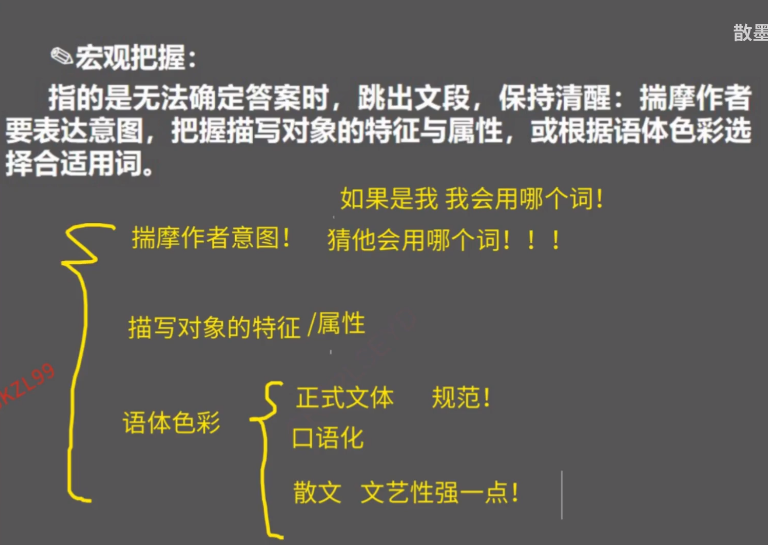 散墨
✎宏观把握：
指的是无法确定答案时，跳出文段，保持清醒：揣摩作者
要表达意图，把握描写对象的特征与属性，或根据语体色彩选
择合适用词。
如果是我 我会用哪个词！
揣摩作者意图！ 猜他会用哪个词！！！
描写对象的特征 /属性
KZL99
语体色彩
正式文体 规范！
口语化
散文 文艺性强一点！